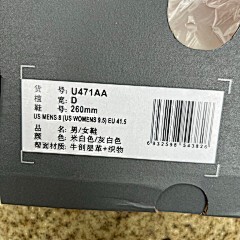 货 号: U471AA
楦 宽: D
鞋 号: 260mm
US MENS 8 (US WOMENS 9.5) EU 41.5
品 名: 男/女鞋
颜 色: 米白色/灰白色
帮面材质: 牛剖层革+织物